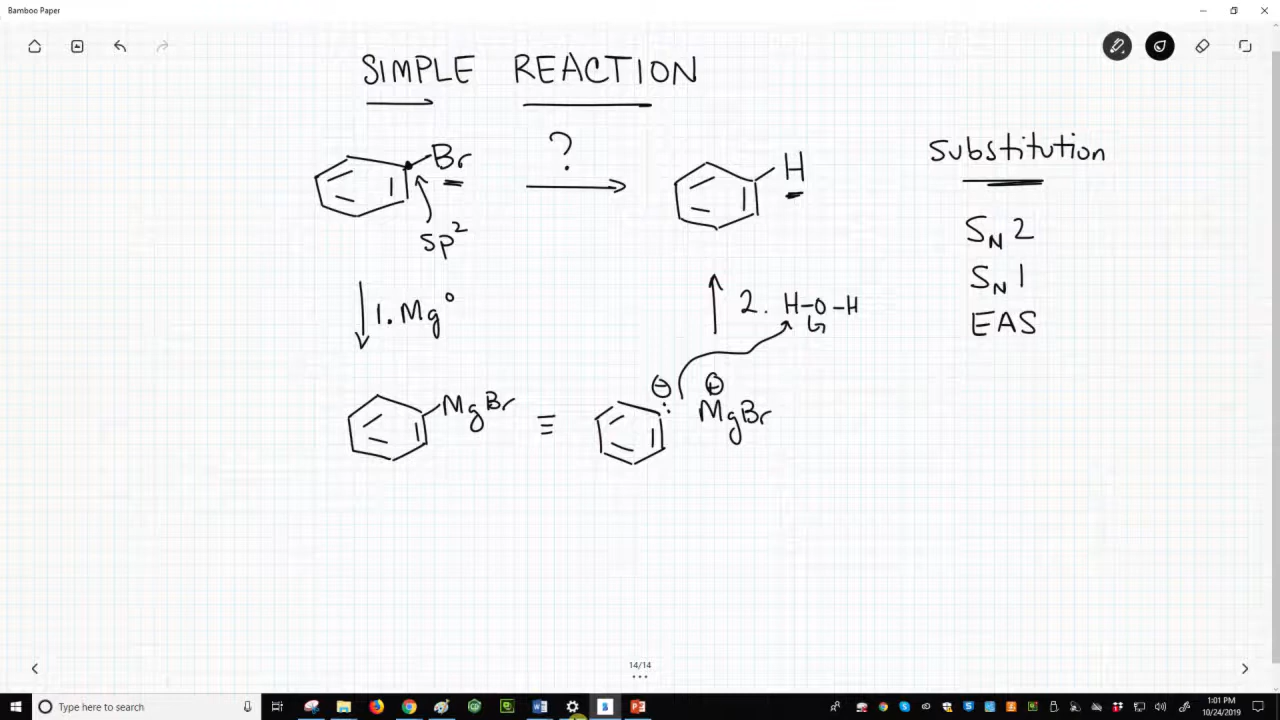 Bamboo Paper
SIMPLE REACTION
Br
?
H
Substitution
sp²
SN2
SN1
EAS
1. Mg⁰
2. H-O-H
MgBr
≡
⊖
:
⊕
MgBr
14/14
Type here to search
1:01 PM
10/24/2019